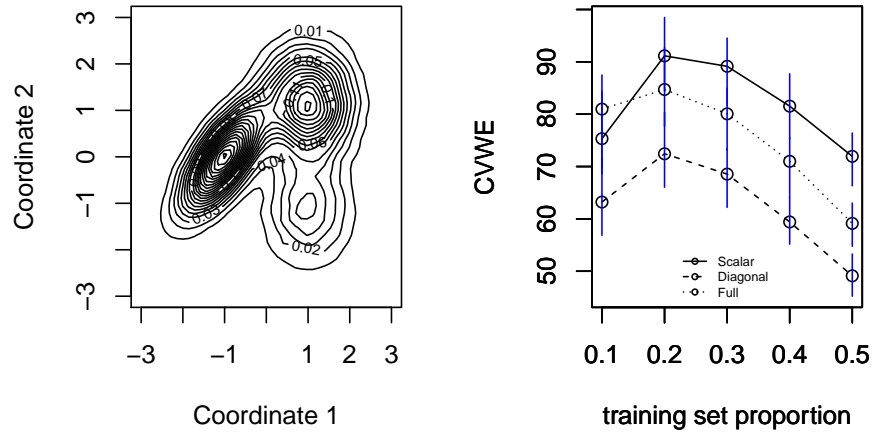 3
2
1
0
−1
−3
Coordinate 2
0.01
0.05
0.06
0.04
0.03
0.02
−3
−1
1
2
3
Coordinate 1
90
80
70
60
50
CVWE
Scalar
Diagonal
Full
0.1 0.2 0.3 0.4 0.5
training set proportion